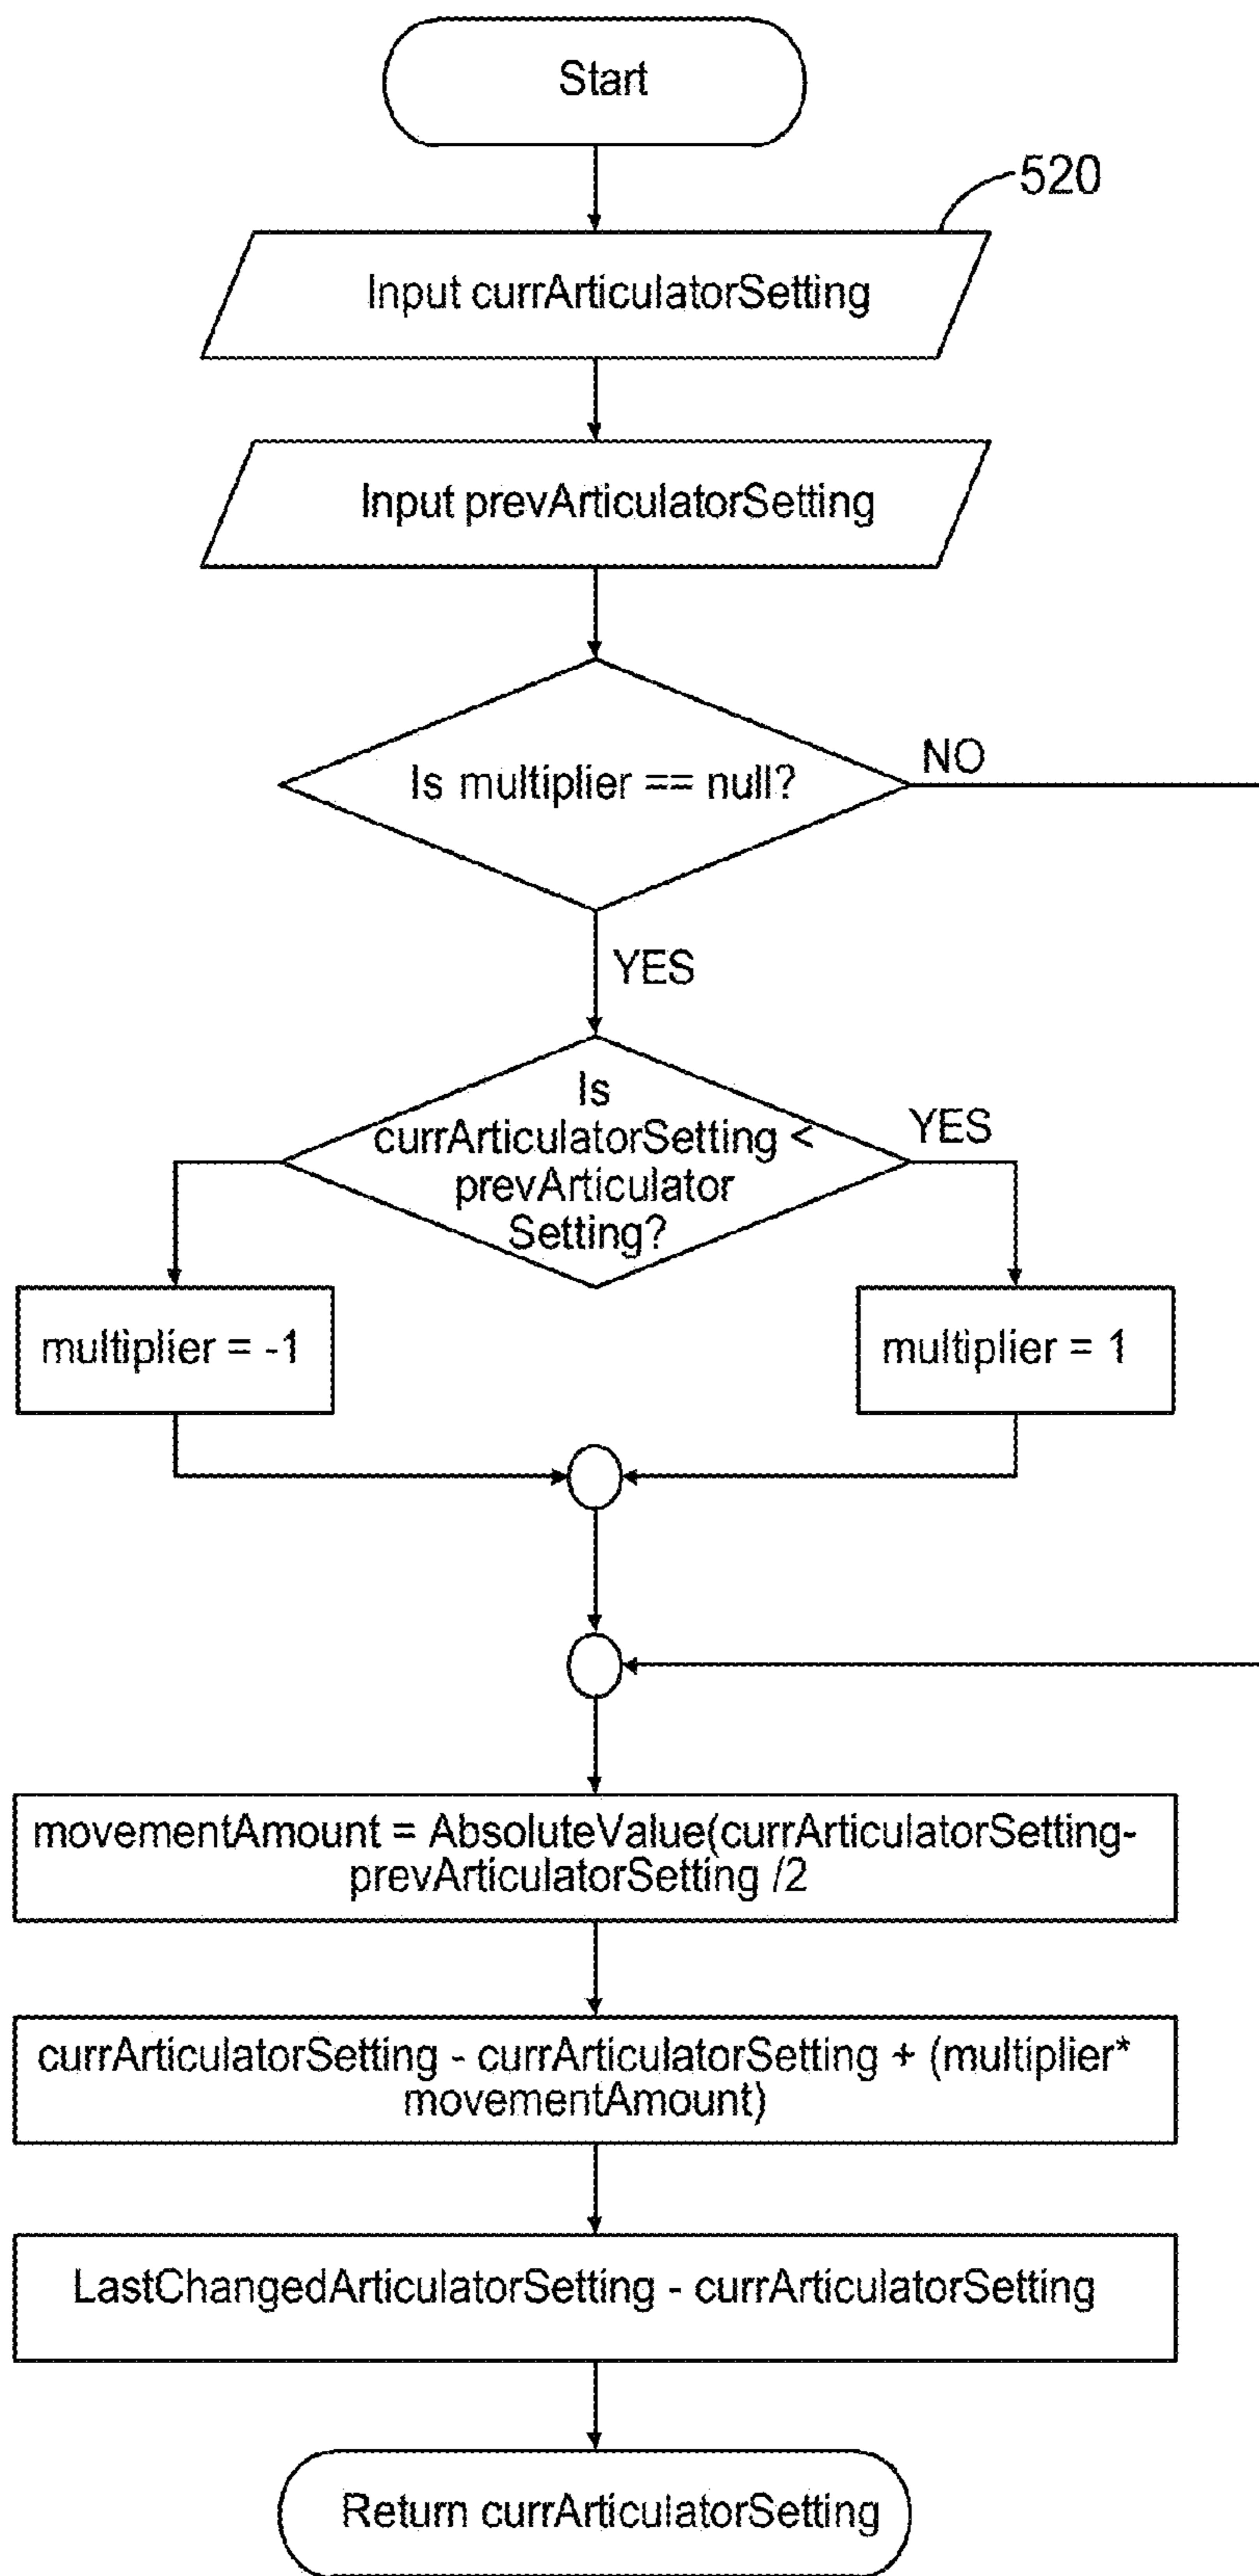 Start
520
Input currArticulatorSetting
Input prevArticulatorSetting
Is multiplier == null?
NO
YES
Is
currArticulatorSetting <
prevArticulator
Setting?
YES
multiplier = -1
multiplier = 1
movementAmount = AbsoluteValue(currArticulatorSetting-
prevArticulatorSetting /2
currArticulatorSetting - currArticulatorSetting + (multiplier*
movementAmount)
LastChangedArticulatorSetting - currArticulatorSetting
Return currArticulatorSetting